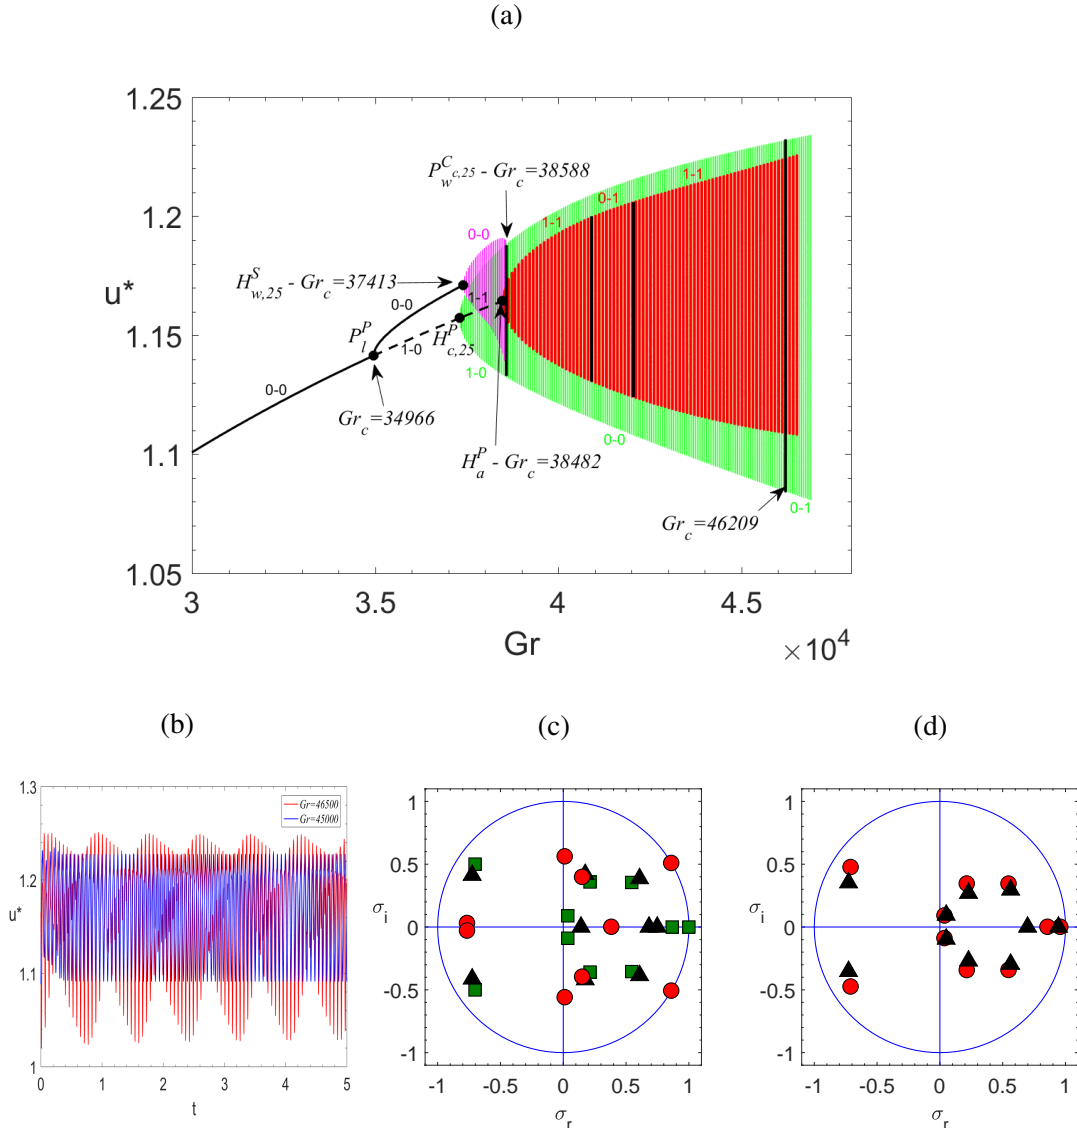 (a)
1.25
1.2
1.15
1.1
1.05
u*
3
3.5
4
4.5
Gr
×10⁴
P_w^{C_{c,25}} - Gr_c=38588
H_{w,25}^S - Gr_c=37413
P_l^P
H_{c,25}^P
Gr_c=34966
H_a^P - Gr_c=38482
Gr_c=46209
0-0
0-0
1-0
0-0
1-1
1-0
1-1
0-1
1-1
0-0
0-1
(b)
1.3
1.2
u*
1.1
1
0
1
2
3
4
5
t
Gr=46500
Gr=45000
(c)
1
0.5
σ_i
0
-0.5
-1
-1
-0.5
0
0.5
1
σ_r
(d)
1
0.5
σ_i
0
-0.5
-1
-1
-0.5
0
0.5
1
σ_r